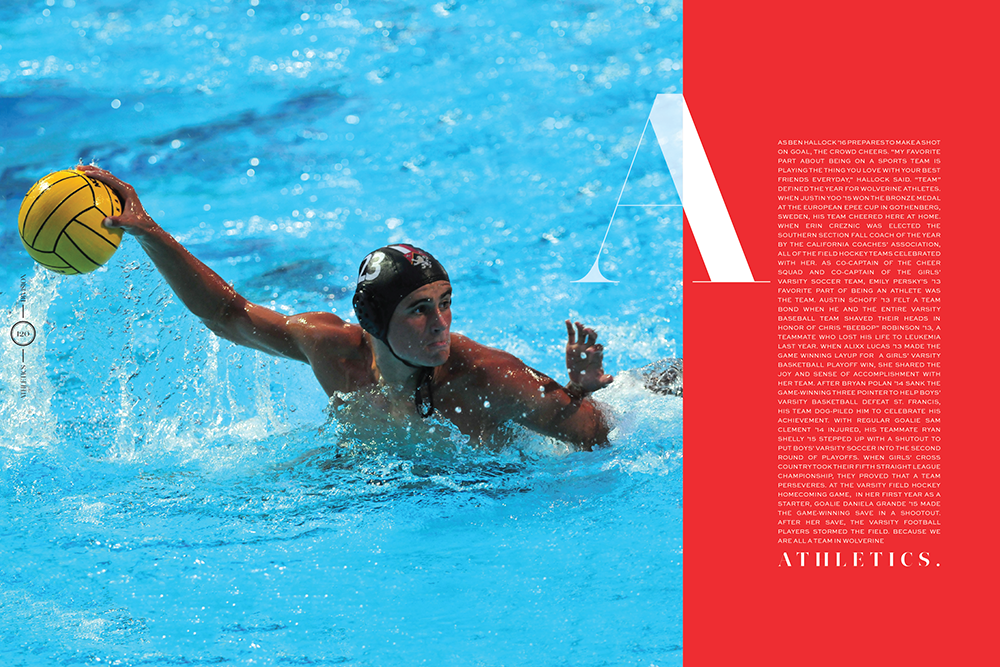 A
AS BEN HALLOCK '16 PREPARES TO MAKE A SHOT
ON GOAL, THE CROWD CHEERS. "MY FAVORITE
PART ABOUT BEING ON A SPORTS TEAM IS
PLAYING THE THING YOU LOVE WITH YOUR BEST
FRIENDS EVERYDAY," HALLOCK SAID. "TEAM"
DEFINED THE YEAR FOR WOLVERINE ATHLETES.
WHEN JUSTIN YOO '15 WON THE BRONZE MEDAL
AT THE EUROPEAN EPEE CUP IN GOTHENBERG,
SWEDEN, HIS TEAM CHEERED HERE AT HOME.
WHEN ERIN CREZNIC WAS ELECTED THE
SOUTHERN SECTION FALL COACH OF THE YEAR
BY THE CALIFORNIA COACHES' ASSOCIATION,
ALL OF THE FIELD HOCKEY TEAMS CELEBRATED
WITH HER. AS CO-CAPTAIN OF THE CHEER
SQUAD AND CO-CAPTAIN OF THE GIRLS'
VARSITY SOCCER TEAM, EMILY PERSKY'S '13
FAVORITE PART OF BEING AN ATHLETE WAS
THE TEAM. AUSTIN SCHOFF '13 FELT A TEAM
BOND WHEN HE AND THE ENTIRE VARSITY
BASEBALL TEAM SHAVED THEIR HEADS IN
HONOR OF CHRIS "BEEBOP" ROBINSON '13, A
TEAMMATE WHO LOST HIS LIFE TO LEUKEMIA
LAST YEAR. WHEN ALIXX LUCAS '13 MADE THE
GAME WINNING LAYUP FOR A GIRLS' VARSITY
BASKETBALL PLAYOFF WIN, SHE SHARED THE
JOY AND SENSE OF ACCOMPLISHMENT WITH
HER TEAM. AFTER BRYAN POLAN '14 SANK THE
GAME-WINNING THREE POINTER TO HELP BOYS'
VARSITY BASKETBALL DEFEAT ST. FRANCIS,
HIS TEAM DOG-PILED HIM TO CELEBRATE HIS
ACHIEVEMENT. WITH REGULAR GOALIE SAM
CLEMENT '14 INJURED, HIS TEAMMATE RYAN
SHELLY '15 STEPPED UP WITH A SHUTOUT TO
PUT BOYS' VARSITY SOCCER INTO THE SECOND
ROUND OF PLAYOFFS. WHEN GIRLS' CROSS
COUNTRY TOOK THEIR FIFTH STRAIGHT LEAGUE
CHAMPIONSHIP, THEY PROVED THAT A TEAM
PERSEVERES. AT THE VARSITY FIELD HOCKEY
HOMECOMING GAME, IN HER FIRST YEAR AS A
STARTER, GOALIE DANIELA GRANDE '15 MADE
THE GAME-WINNING SAVE IN A SHOOTOUT.
AFTER HER SAVE, THE VARSITY FOOTBALL
PLAYERS STORMED THE FIELD. BECAUSE WE
ARE ALL A TEAM IN WOLVERINE
ATHLETICS.
ATHLETICS
120
DIVISION
23